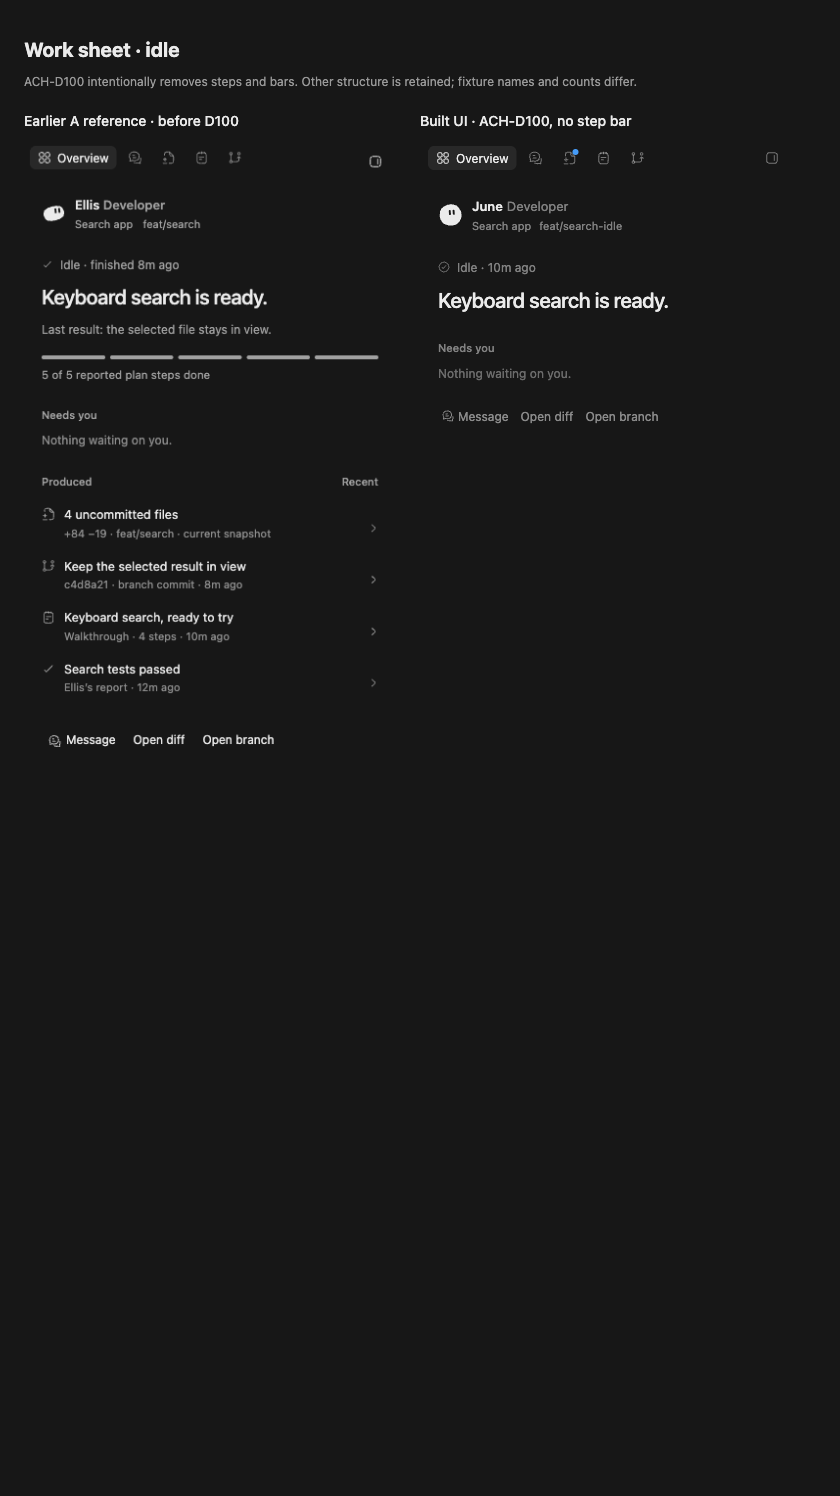 Work sheet · idle
ACH-D100 intentionally removes steps and bars. Other structure is retained; fixture names and counts differ.
Earlier A reference · before D100
Overview
Ellis Developer
Search app feat/search
Idle · finished 8m ago
Keyboard search is ready.
Last result: the selected file stays in view.
5 of 5 reported plan steps done
Needs you
Nothing waiting on you.
Produced Recent
4 uncommitted files
+84 −19 · feat/search · current snapshot
Keep the selected result in view
c4d8a21 · branch commit · 8m ago
Keyboard search, ready to try
Walkthrough · 4 steps · 10m ago
Search tests passed
Ellis's report · 12m ago
Message Open diff Open branch
Built UI · ACH-D100, no step bar
Overview
June Developer
Search app feat/search-idle
Idle · 10m ago
Keyboard search is ready.
Needs you
Nothing waiting on you.
Message Open diff Open branch